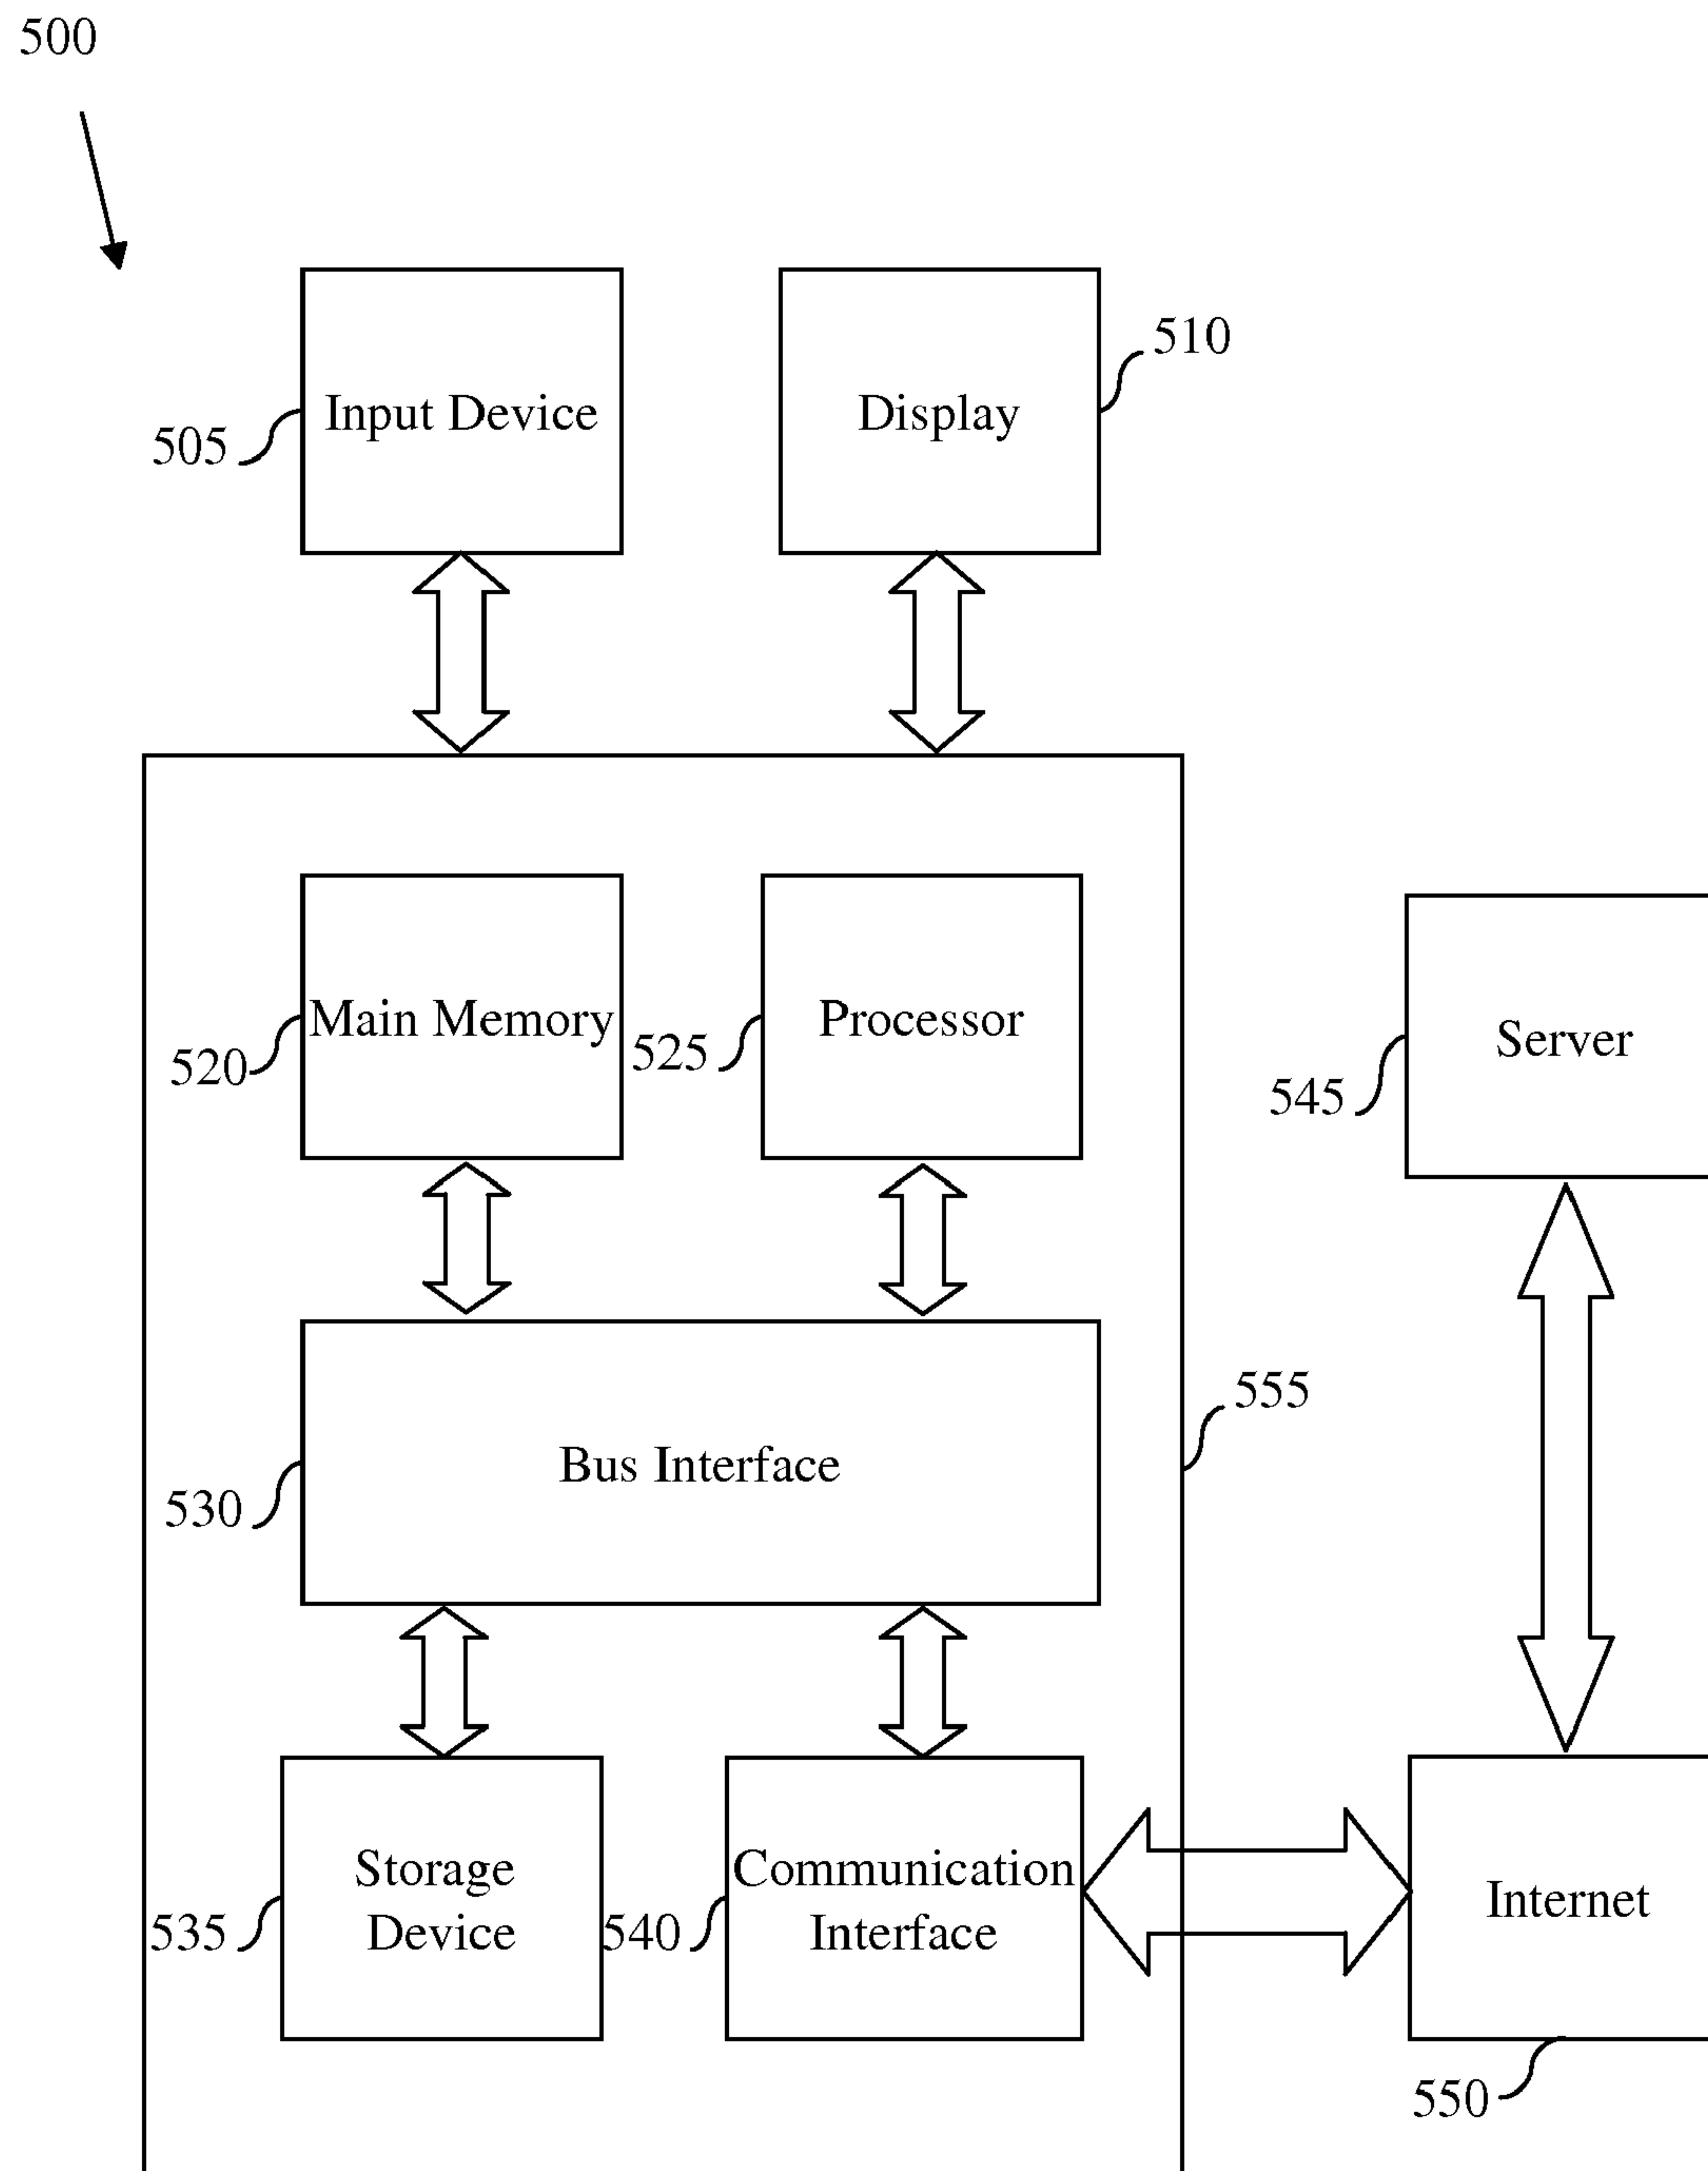 500
Input Device
505
Display
510
Main Memory
520
Processor
525
Server
545
Bus Interface
530
555
Storage
Device
535
Communication
Interface
540
Internet
550